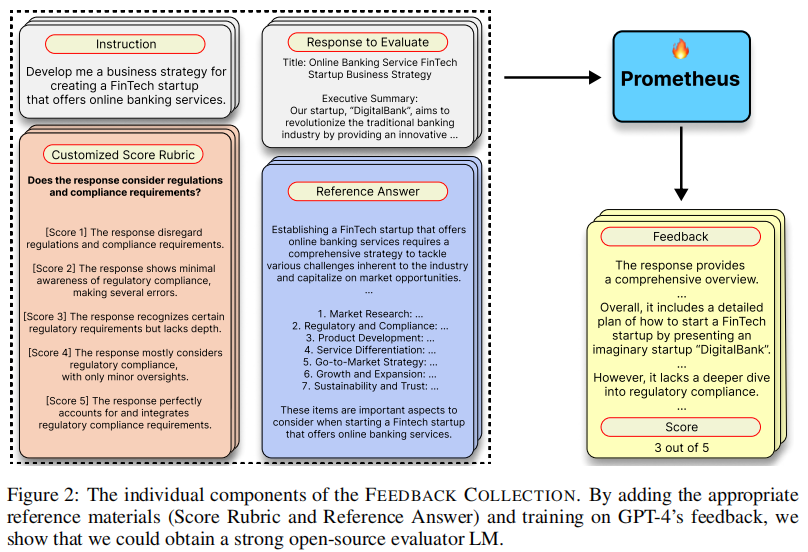 Instruction
Develop me a business strategy for
creating a FinTech startup
that offers online banking services.
Customized Score Rubric
Does the response consider regulations
and compliance requirements?
[Score 1] The response disregard
regulations and compliance requirements.
[Score 2] The response shows minimal
awareness of regulatory compliance,
making several errors.
[Score 3] The response recognizes certain
regulatory requirements but lacks depth.
[Score 4] The response mostly considers
regulatory compliance,
with only minor oversights.
[Score 5] The response perfectly
accounts for and integrates
regulatory compliance requirements.
Response to Evaluate
Title: Online Banking Service FinTech
Startup Business Strategy
Executive Summary:
Our startup, “DigitalBank”, aims to
revolutionize the traditional banking
industry by providing an innovative ...
Reference Answer
Establishing a FinTech startup that offers
online banking services requires a
comprehensive strategy to tackle
various challenges inherent to the industry
and capitalize on market opportunities.
...
1. Market Research: ...
2. Regulatory and Compliance: ...
3. Product Development: ...
4. Service Differentiation: ...
5. Go-to-Market Strategy: ...
6. Growth and Expansion: ...
7. Sustainability and Trust: ...
These items are important aspects to
consider when starting a Fintech startup
that offers online banking services.
Prometheus
Feedback
The response provides
a comprehensive overview.
...
Overall, it includes a detailed
plan of how to start a FinTech
startup by presenting an
imaginary startup “DigitalBank”.
...
However, it lacks a deeper dive
into regulatory compliance.
...
Score
3 out of 5
Figure 2: The individual components of the FEEDBACK COLLECTION. By adding the appropriate
reference materials (Score Rubric and Reference Answer) and training on GPT-4’s feedback, we
show that we could obtain a strong open-source evaluator LM.